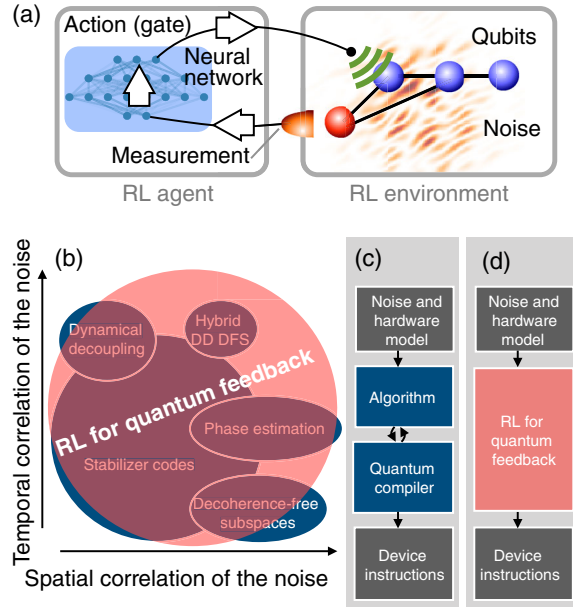 (a)
Action (gate)
Neural
network
Measurement
RL agent
Qubits
Noise
RL environment
(b)
Temporal correlation of the noise
Dynamical
decoupling
Hybrid
DD DFS
RL for quantum feedback
Phase estimation
Stabilizer codes
Decoherence-free
subspaces
Spatial correlation of the noise
(c)
Noise and
hardware
model
Algorithm
Quantum
compiler
Device
instructions
(d)
Noise and
hardware
model
RL for
quantum
feedback
Device
instructions